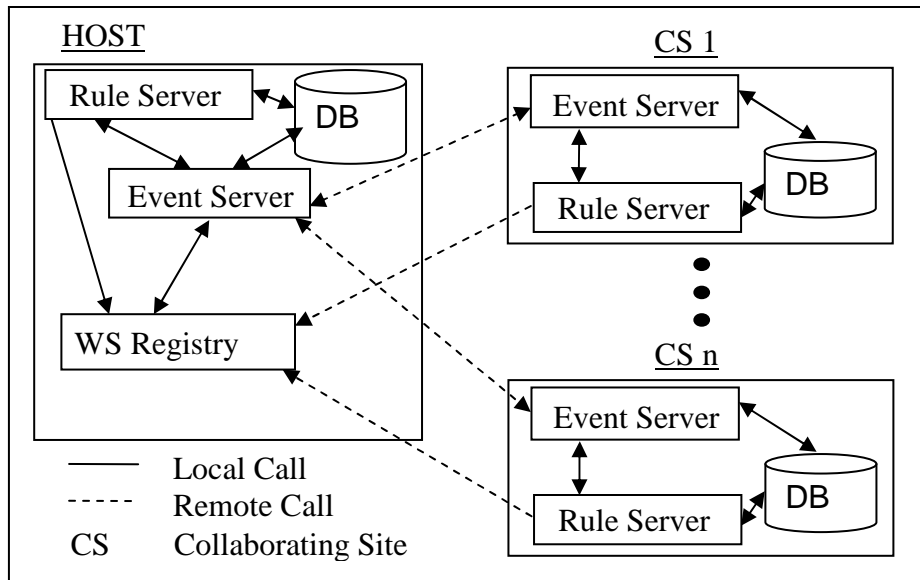 HOST
Rule Server
DB
Event Server
WS Registry
CS 1
Event Server
DB
Rule Server
CS n
Event Server
DB
Rule Server
Local Call
Remote Call
CS Collaborating Site